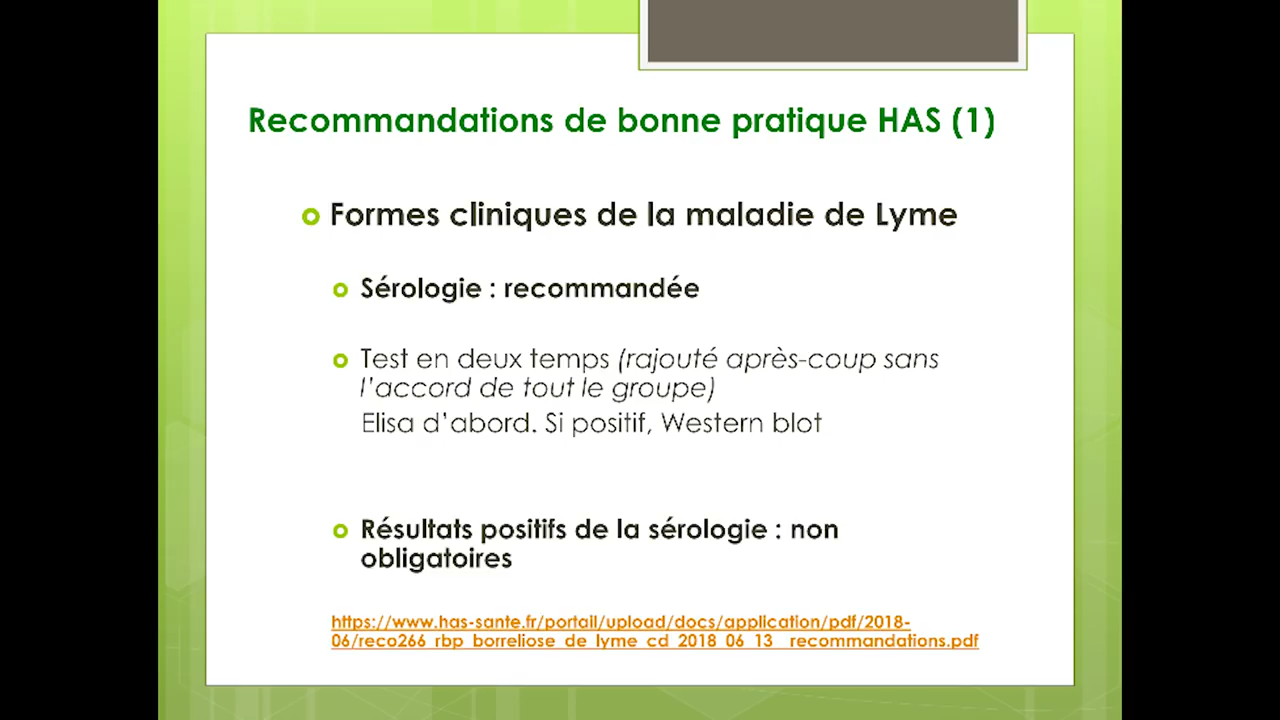 Recommandations de bonne pratique HAS (1)
Formes cliniques de la maladie de Lyme
Sérologie : recommandée
Test en deux temps (rajouté après-coup sans
l'accord de tout le groupe)
Elisa d'abord. Si positif, Western blot
Résultats positifs de la sérologie : non
obligatoires
https://www.has-sante.fr/portail/upload/docs/application/pdf/2018-
06/reco266_rbp_borreliose_de_lyme_cd_2018_06_13__recommandations.pdf